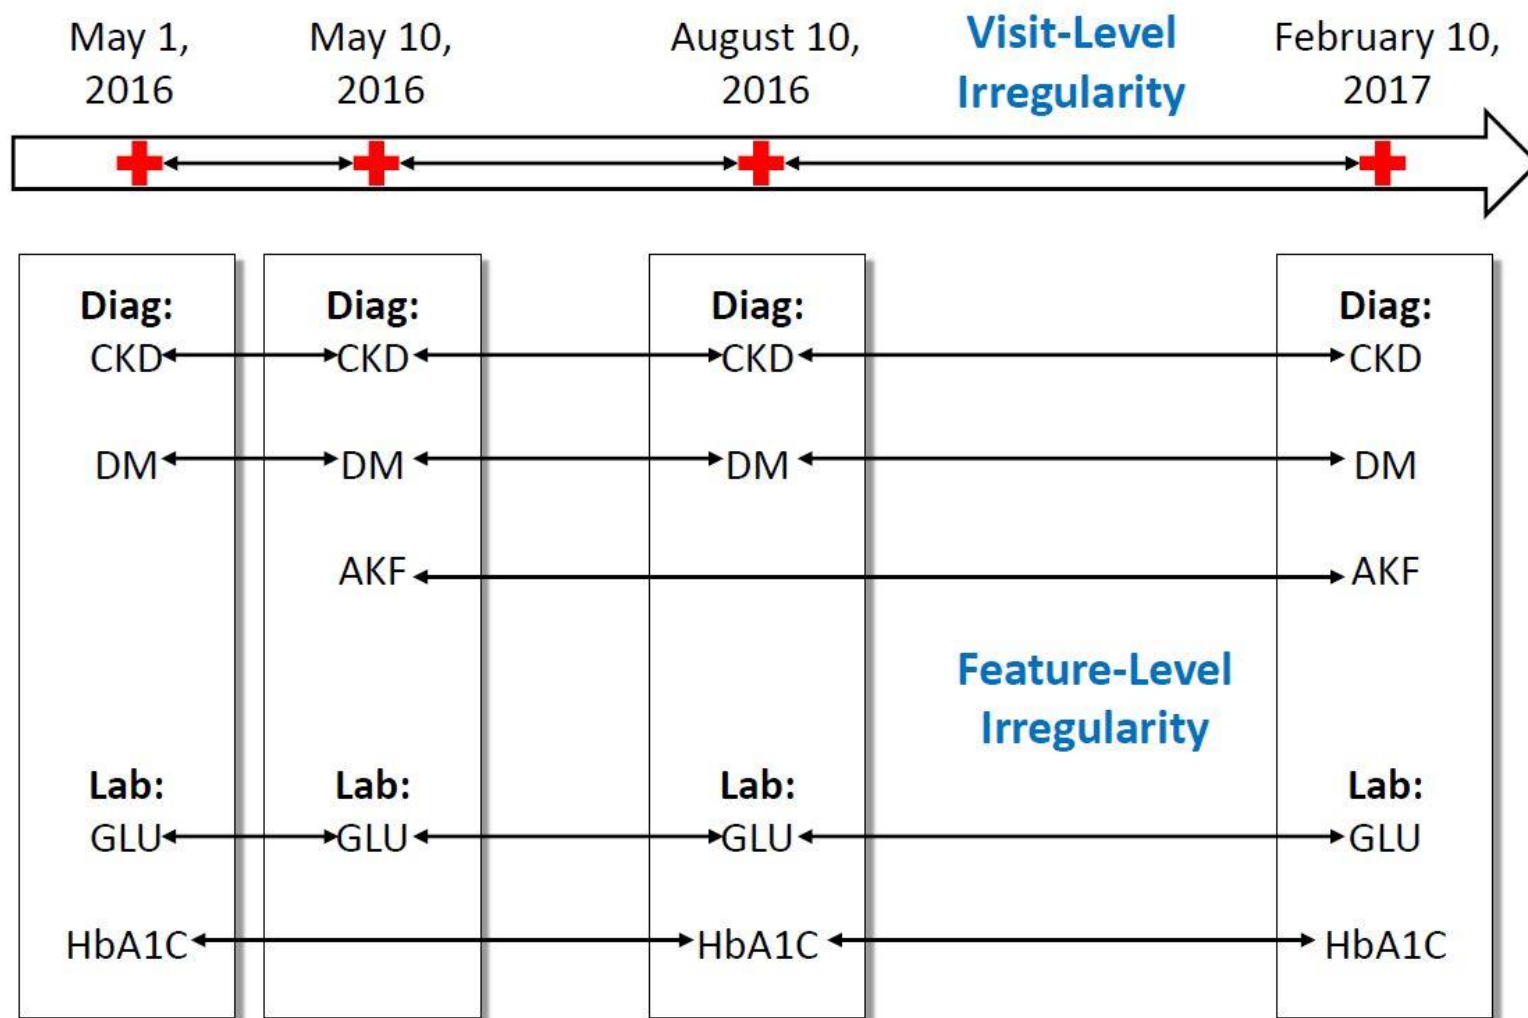 May 1,
2016
May 10,
2016
August 10,
2016
Visit-Level
Irregularity
February 10,
2017
Diag:
CKD
DM
Lab:
GLU
HbA1C
Diag:
CKD
DM
AKF
Lab:
GLU
Diag:
CKD
DM
Lab:
GLU
HbA1C
Feature-Level
Irregularity
Diag:
CKD
DM
AKF
Lab:
GLU
HbA1C